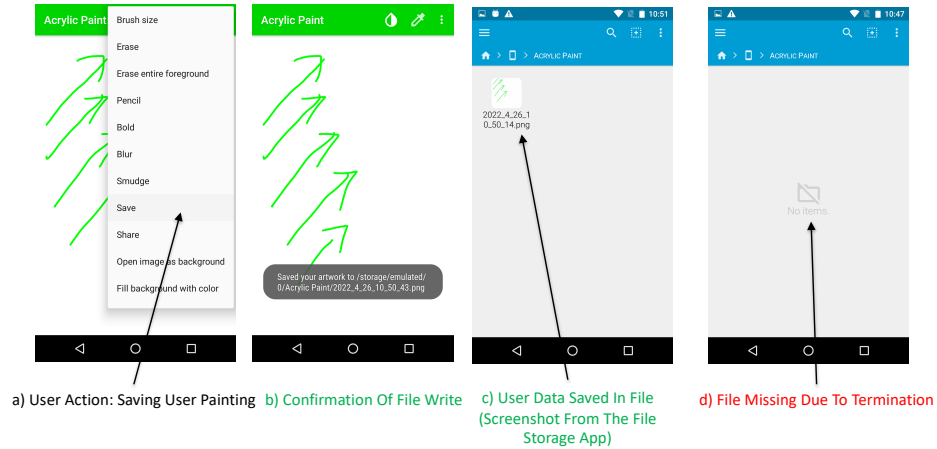 Acrylic Paint
Brush size
Erase
Erase entire foreground
Pencil
Bold
Blur
Smudge
Save
Share
Open image as background
Fill background with color
a) User Action: Saving User Painting
Acrylic Paint
Saved your artwork to /storage/emulated/
0/Acrylic Paint/2022_4_26_10_50_43.png
b) Confirmation Of File Write
10:51
ACRYLIC PAINT
2022_4_26_1
0_50_14.png
c) User Data Saved In File
(Screenshot From The File
Storage App)
10:47
ACRYLIC PAINT
No items.
d) File Missing Due To Termination